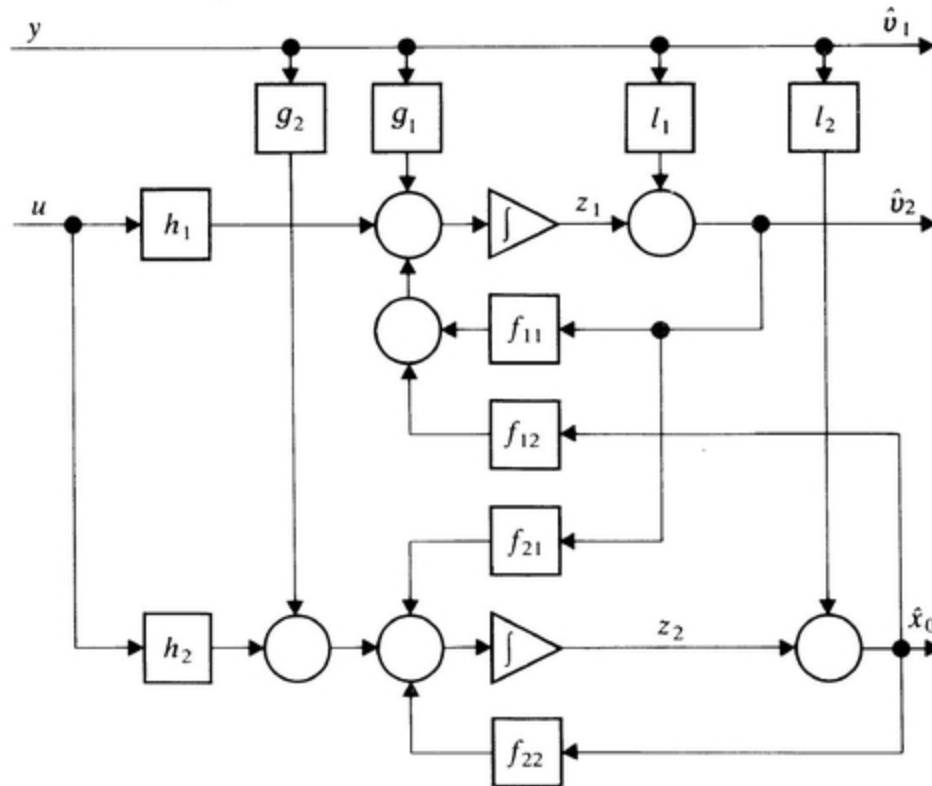 y
v̂₁
g₂
g₁
l₁
l₂
u
h₁
∫
z₁
v̂₂
f₁₁
f₁₂
f₂₁
h₂
∫
z₂
x̂₀
f₂₂